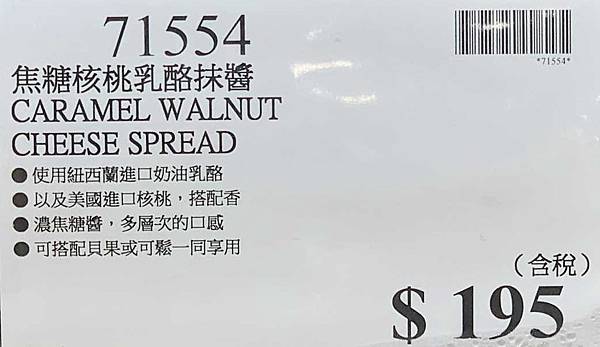 71554
*71554*
焦糖核桃乳酪抹醬
CARAMEL WALNUT
CHEESE SPREAD
● 使用紐西蘭進口奶油乳酪
● 以及美國進口核桃，搭配香
● 濃焦糖醬，多層次的口感
● 可搭配貝果或可鬆一同享用
（含稅）
$ 195